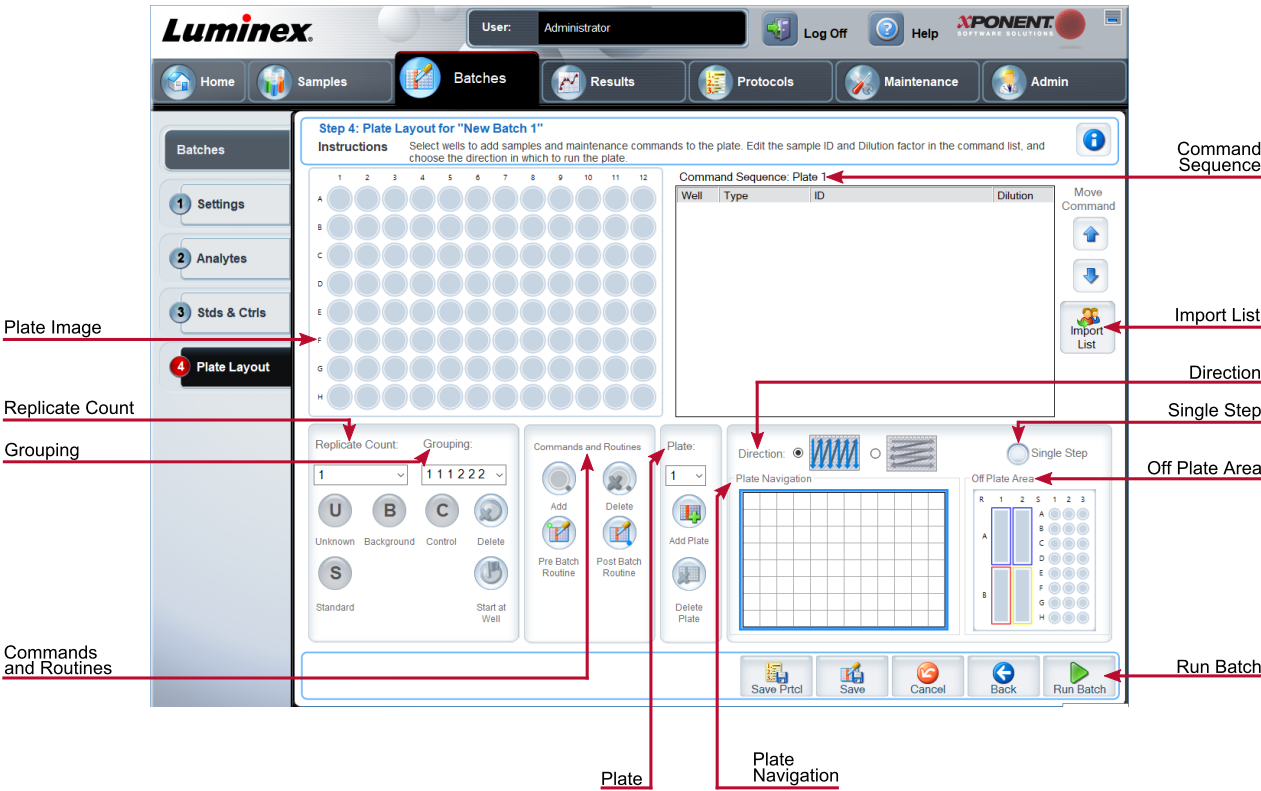 Luminex.
User:
Administrator
Log Off
Help
XPONENT.
SOFTWARE SOLUTIONS
Home
Samples
Batches
Results
Protocols
Maintenance
Admin
Batches
1 Settings
2 Analytes
3 Stds & Ctrls
4 Plate Layout
Step 4: Plate Layout for "New Batch 1"
Instructions
Select wells to add samples and maintenance commands to the plate. Edit the sample ID and Dilution factor in the command list, and
choose the direction in which to run the plate.
1 2 3 4 5 6 7 8 9 10 11 12
A
B
C
D
E
F
G
H
Command Sequence: Plate 1
Well Type ID Dilution
Move
Command
Import
List
Replicate Count:
1
Grouping:
1 1 1 2 2 2
U
Unknown
B
Background
C
Control
Delete
S
Standard
Start at
Well
Commands and Routines
Add
Delete
Pre Batch
Routine
Post Batch
Routine
Plate:
1
Add Plate
Delete
Plate
Direction:
Single Step
Plate Navigation
Off Plate Area
R 1 2 S 1 2 3
A
B
A
B
C
D
E
F
G
H
Save Prtcl
Save
Cancel
Back
Run Batch
Plate Image
Replicate Count
Grouping
Commands
and Routines
Plate
Plate
Navigation
Command
Sequence
Import List
Direction
Single Step
Off Plate Area
Run Batch